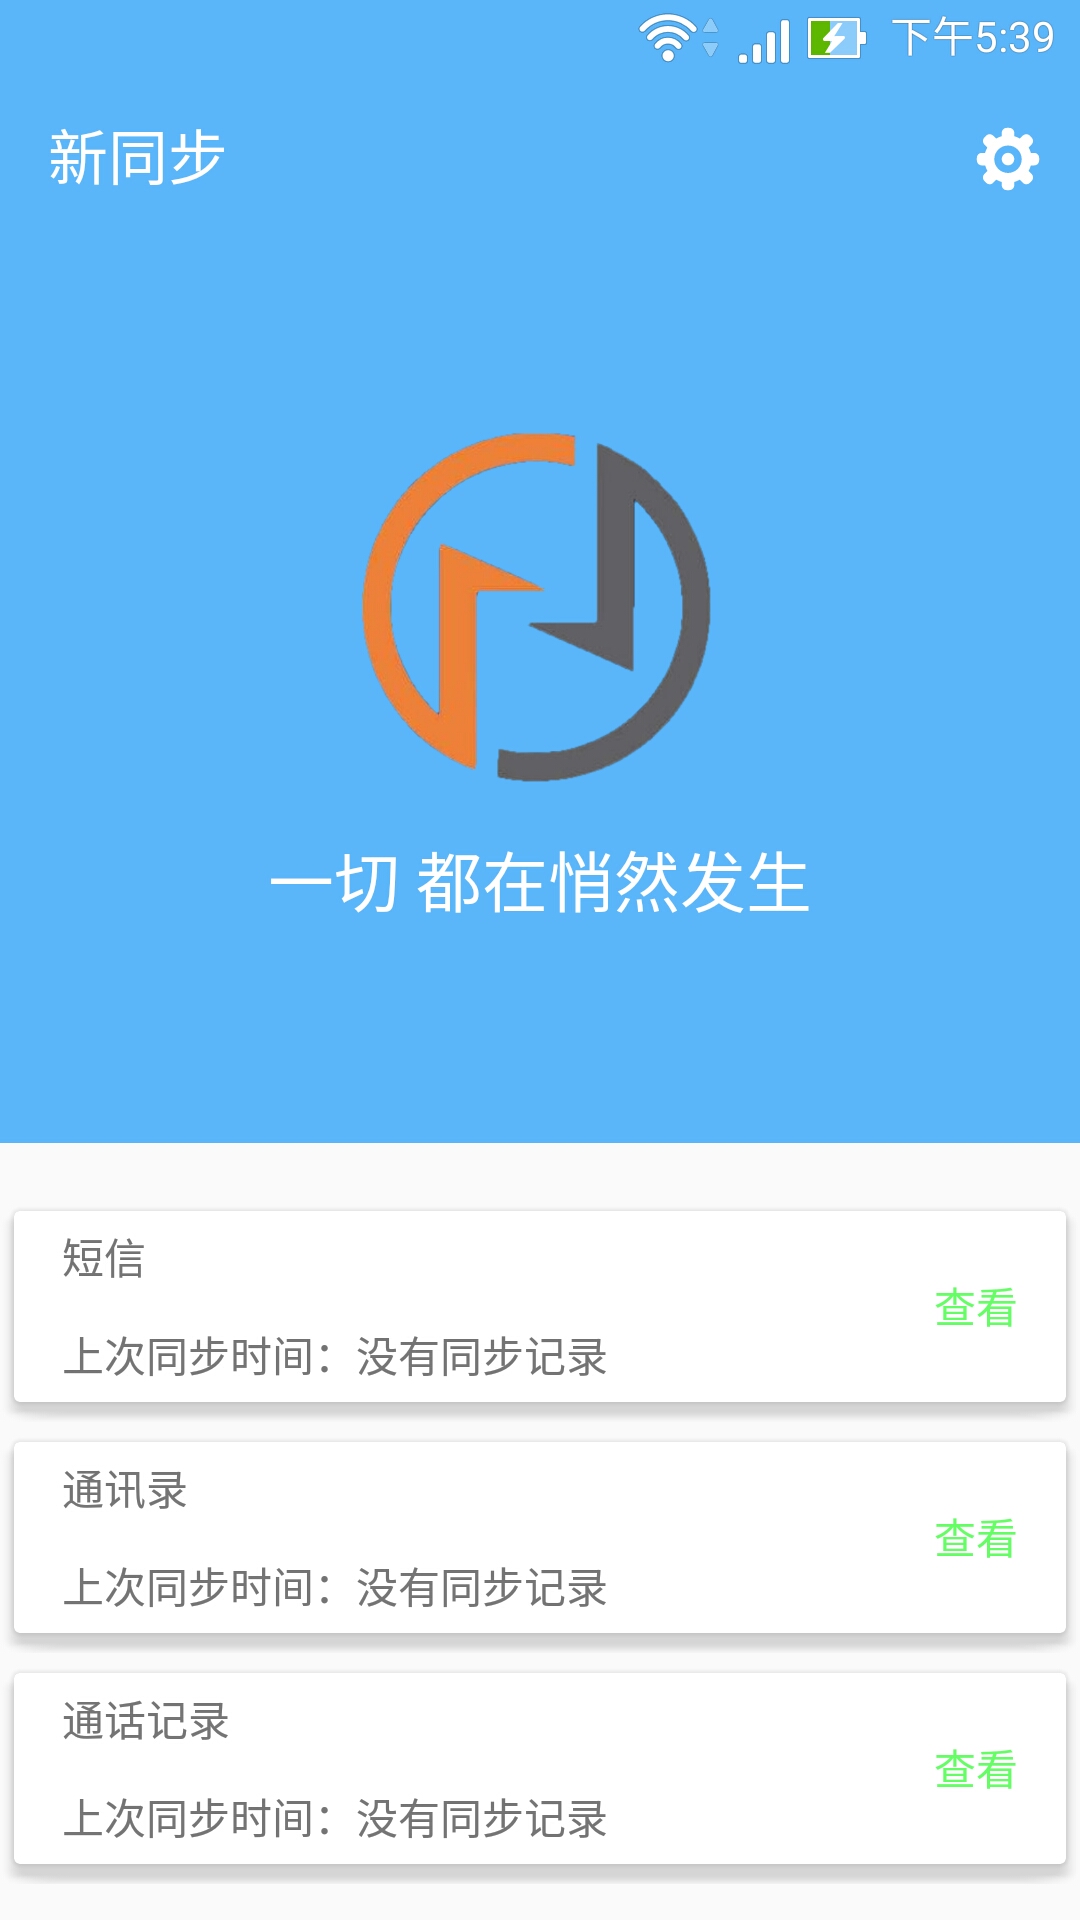 下午5:39
新同步
一切 都在悄然发生
短信
查看
上次同步时间：没有同步记录
通讯录
查看
上次同步时间：没有同步记录
通话记录
查看
上次同步时间：没有同步记录